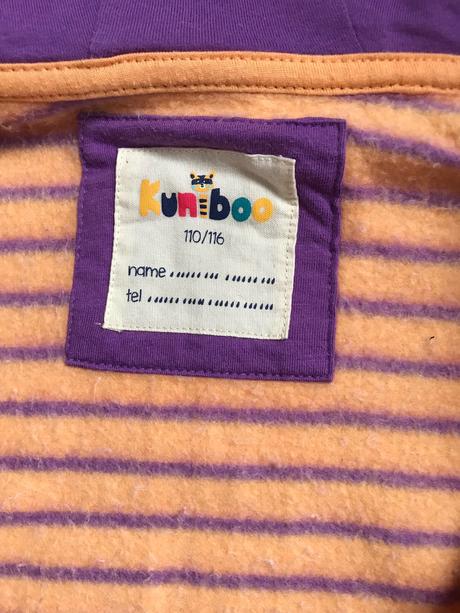 Kuniboo
110/116
name
tel